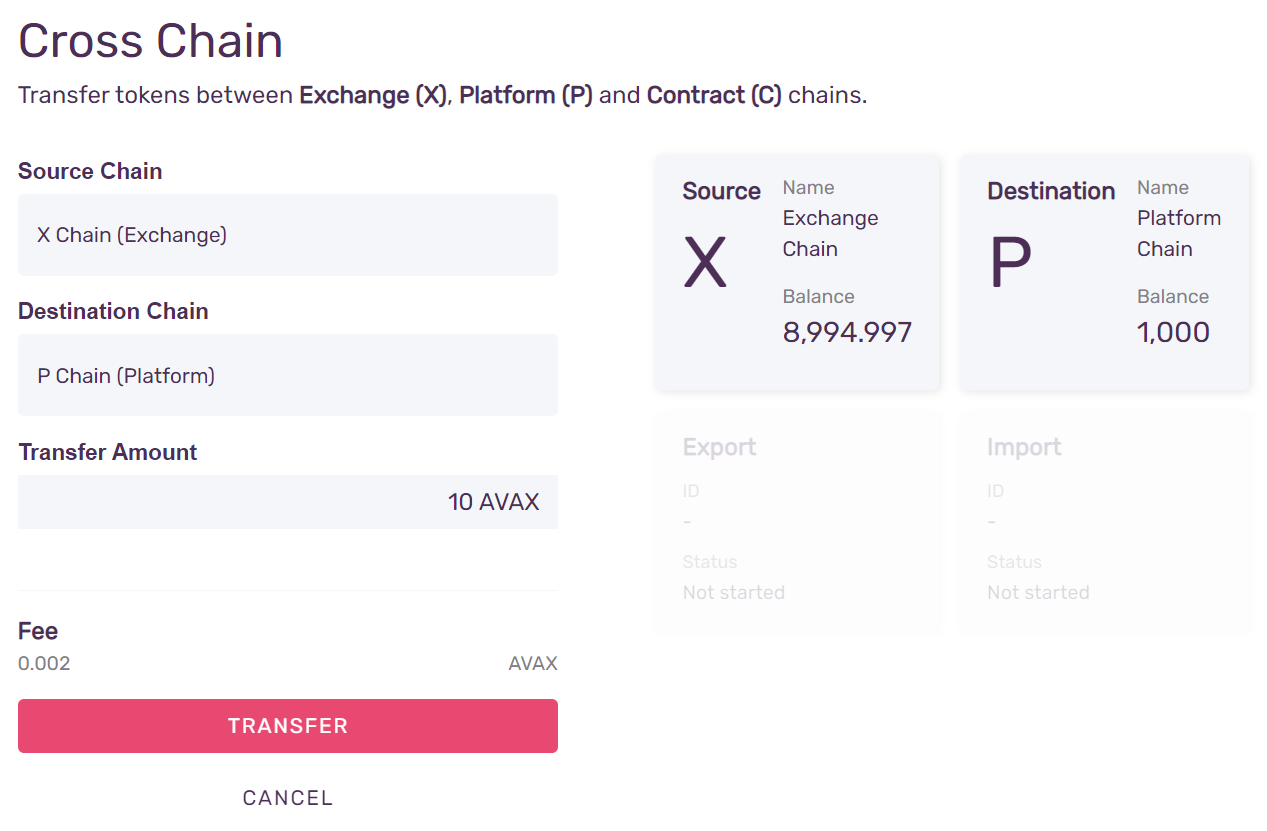 Cross Chain
Transfer tokens between Exchange (X), Platform (P) and Contract (C) chains.
Source Chain
X Chain (Exchange)
Destination Chain
P Chain (Platform)
Transfer Amount
10 AVAX
Fee
0.002 AVAX
TRANSFER
CANCEL
Source
X
Name
Exchange
Chain
Balance
8,994.997
Destination
P
Name
Platform
Chain
Balance
1,000
Export
ID
-
Status
Not started
Import
ID
-
Status
Not started